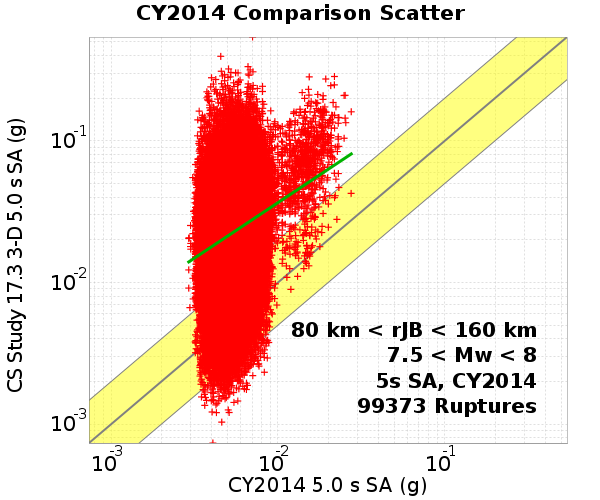 CY2014 Comparison Scatter
CS Study 17.3 3-D 5.0 s SA (g)
10-1
10-2
10-3
80 km < rJB < 160 km
7.5 < Mw < 8
5s SA, CY2014
99373 Ruptures
10-3 10-2 10-1
CY2014 5.0 s SA (g)